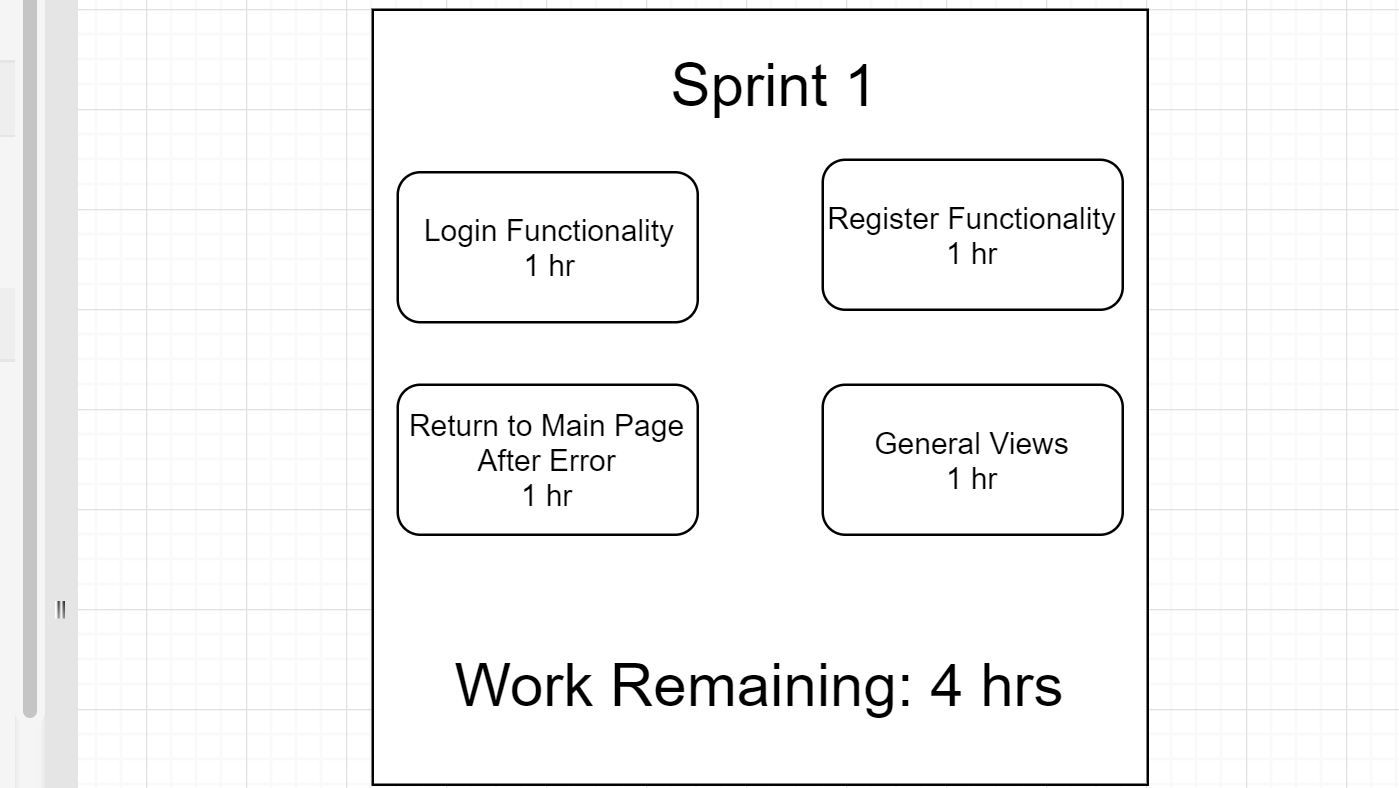 Sprint 1
Login Functionality
1 hr
Register Functionality
1 hr
Return to Main Page
After Error
1 hr
General Views
1 hr
Work Remaining: 4 hrs